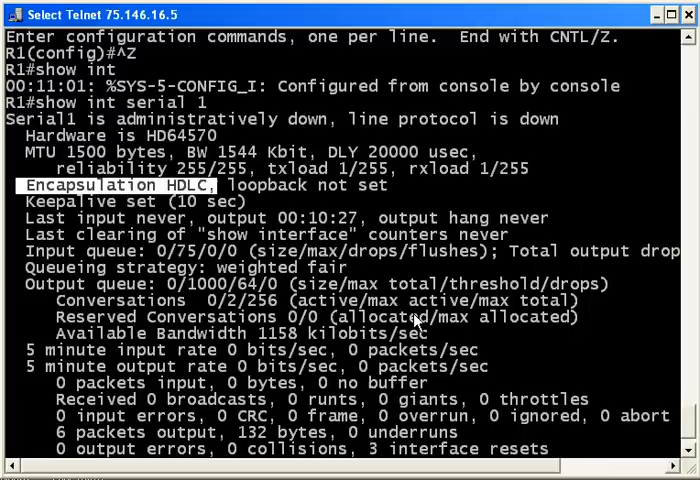 Select Telnet 75.146.16.5
Enter configuration commands, one per line.  End with CNTL/Z.
R1(config)#^Z
R1#show int
00:11:01: %SYS-5-CONFIG_I: Configured from console by console
R1#show int serial 1
Serial1 is administratively down, line protocol is down
Hardware is HD64570
MTU 1500 bytes, BW 1544 Kbit, DLY 20000 usec,
reliability 255/255, txload 1/255, rxload 1/255
Encapsulation HDLC, loopback not set
Keepalive set (10 sec)
Last input never, output 00:10:27, output hang never
Last clearing of "show interface" counters never
Input queue: 0/75/0/0 (size/max/drops/flushes); Total output drop
Queueing strategy: weighted fair
Output queue: 0/1000/64/0 (size/max total/threshold/drops)
Conversations  0/2/256 (active/max active/max total)
Reserved Conversations 0/0 (allocated/max allocated)
Available Bandwidth 1158 kilobits/sec
5 minute input rate 0 bits/sec, 0 packets/sec
5 minute output rate 0 bits/sec, 0 packets/sec
0 packets input, 0 bytes, 0 no buffer
Received 0 broadcasts, 0 runts, 0 giants, 0 throttles
0 input errors, 0 CRC, 0 frame, 0 overrun, 0 ignored, 0 abort
6 packets output, 132 bytes, 0 underruns
0 output errors, 0 collisions, 3 interface resets